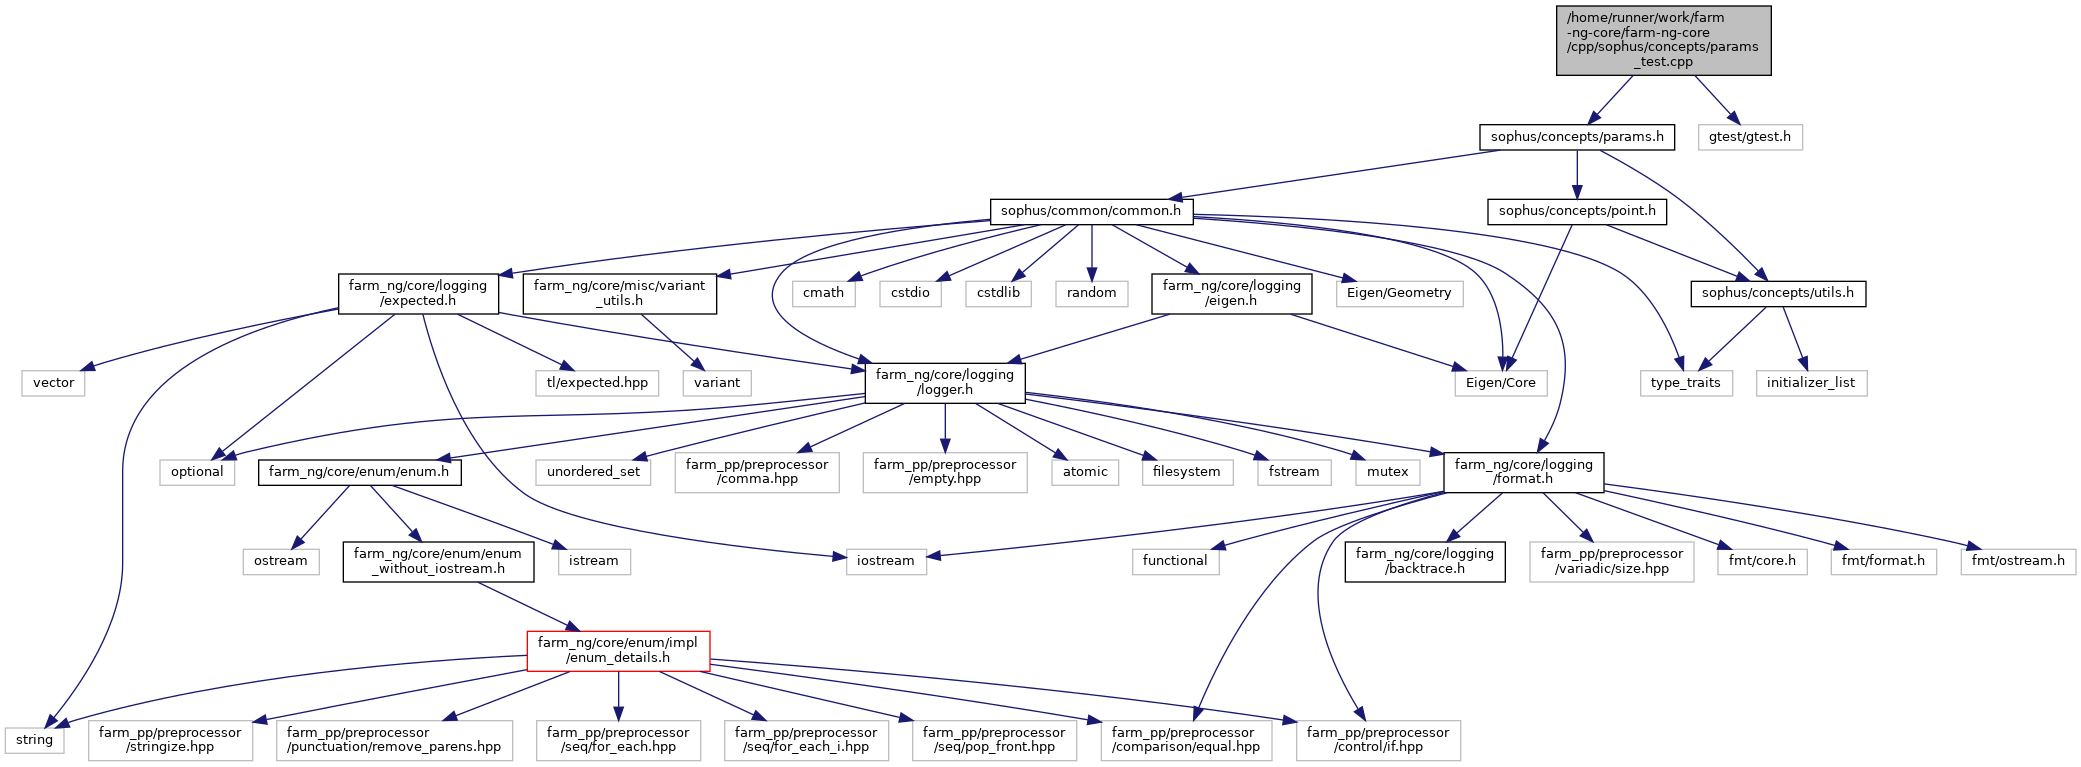 /home/runner/work/farm
-ng-core/farm-ng-core
/cpp/sophus/concepts/params
_test.cpp
sophus/concepts/params.h
gtest/gtest.h
sophus/common/common.h
sophus/concepts/point.h
farm_ng/core/logging
/expected.h
farm_ng/core/misc/variant
_utils.h
cmath
cstdio
cstdlib
random
farm_ng/core/logging
/eigen.h
Eigen/Geometry
sophus/concepts/utils.h
vector
tl/expected.hpp
variant
farm_ng/core/logging
/logger.h
Eigen/Core
type_traits
initializer_list
optional
farm_ng/core/enum/enum.h
unordered_set
farm_pp/preprocessor
/comma.hpp
farm_pp/preprocessor
/empty.hpp
atomic
filesystem
fstream
mutex
farm_ng/core/logging
/format.h
ostream
farm_ng/core/enum/enum
_without_iostream.h
istream
iostream
functional
farm_ng/core/logging
/backtrace.h
farm_pp/preprocessor
/variadic/size.hpp
fmt/core.h
fmt/format.h
fmt/ostream.h
farm_ng/core/enum/impl
/enum_details.h
string
farm_pp/preprocessor
/stringize.hpp
farm_pp/preprocessor
/punctuation/remove_parens.hpp
farm_pp/preprocessor
/seq/for_each.hpp
farm_pp/preprocessor
/seq/for_each_i.hpp
farm_pp/preprocessor
/seq/pop_front.hpp
farm_pp/preprocessor
/comparison/equal.hpp
farm_pp/preprocessor
/control/if.hpp